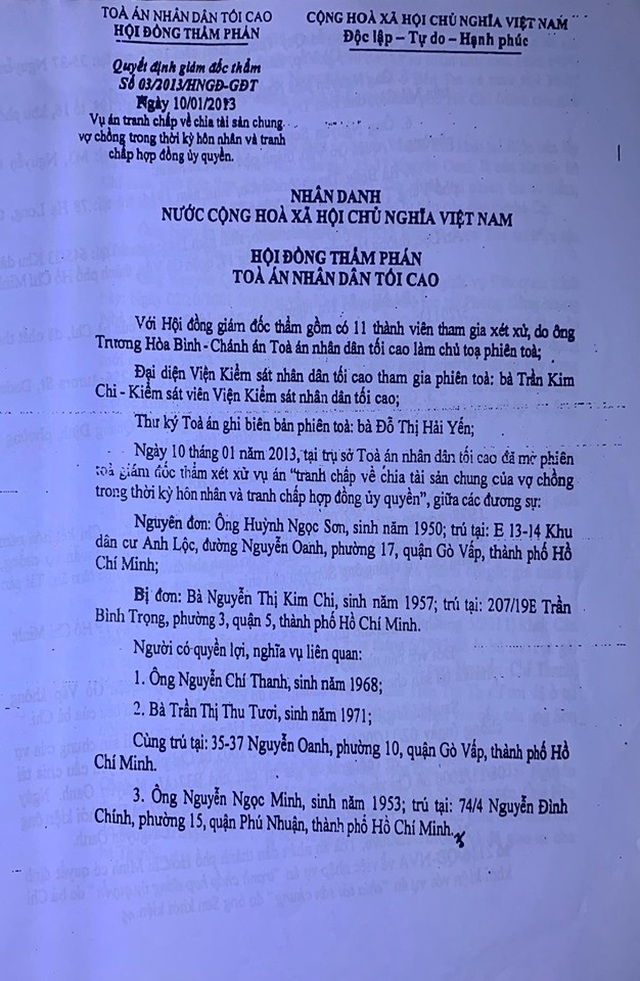 TOÀ ÁN NHÂN DÂN TỐI CAO
HỘI ĐỒNG THẨM PHÁN
CỘNG HOÀ XÃ HỘI CHỦ NGHĨA VIỆT NAM
Độc lập – Tự do – Hạnh phúc
Quyết định giám đốc thẩm
Số 03/2013/HNGĐ-GĐT
Ngày 10/01/2013
Vụ án tranh chấp về chia tài sản chung
vợ chồng trong thời kỳ hôn nhân và tranh
chấp hợp đồng ủy quyền.
NHÂN DANH
NƯỚC CỘNG HOÀ XÃ HỘI CHỦ NGHĨA VIỆT NAM
HỘI ĐỒNG THẨM PHÁN
TOÀ ÁN NHÂN DÂN TỐI CAO
Với Hội đồng giám đốc thẩm gồm có 11 thành viên tham gia xét xử, do ông
Trương Hòa Bình - Chánh án Toà án nhân dân tối cao làm chủ toạ phiên toà;
Đại diện Viện Kiểm sát nhân dân tối cao tham gia phiên toà: bà Trần Kim
Chi - Kiểm sát viên Viện Kiểm sát nhân dân tối cao;
Thư ký Toà án ghi biên bản phiên toà: bà Đỗ Thị Hải Yến;
Ngày 10 tháng 01 năm 2013, tại trụ sở Toà án nhân dân tối cao đã mở phiên
toà giám đốc thẩm xét xử vụ án “tranh chấp về chia tài sản chung của vợ chồng
trong thời kỳ hôn nhân và tranh chấp hợp đồng ủy quyền”, giữa các đương sự:
Nguyên đơn: Ông Huỳnh Ngọc Sơn, sinh năm 1950; trú tại: E 13-14 Khu
dân cư Anh Lộc, đường Nguyễn Oanh, phường 17, quận Gò Vấp, thành phố Hồ
Chí Minh;
Bị đơn: Bà Nguyễn Thị Kim Chi, sinh năm 1957; trú tại: 207/19E Trần
Bình Trọng, phường 3, quận 5, thành phố Hồ Chí Minh.
Người có quyền lợi, nghĩa vụ liên quan:
1. Ông Nguyễn Chí Thanh, sinh năm 1968;
2. Bà Trần Thị Thu Tươi, sinh năm 1971;
Cùng trú tại: 35-37 Nguyễn Oanh, phường 10, quận Gò Vấp, thành phố Hồ
Chí Minh.
3. Ông Nguyễn Ngọc Minh, sinh năm 1953; trú tại: 74/4 Nguyễn Đình
Chính, phường 15, quận Phú Nhuận, thành phố Hồ Chí Minh.